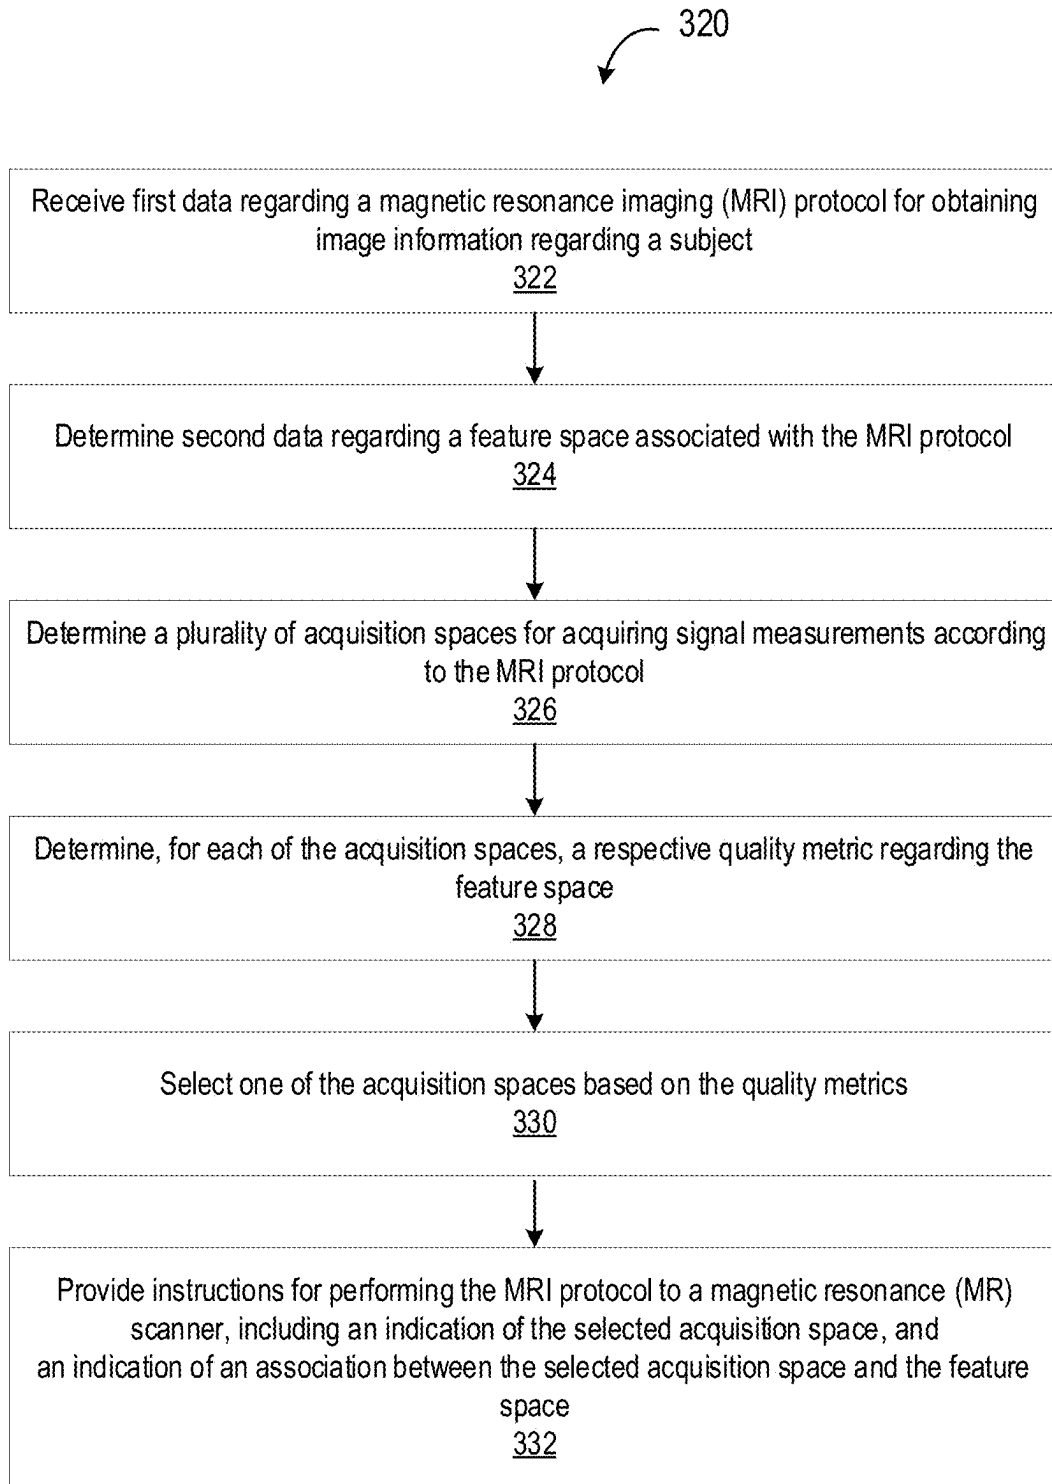 320
Receive first data regarding a magnetic resonance imaging (MRI) protocol for obtaining
image information regarding a subject
322
Determine second data regarding a feature space associated with the MRI protocol
324
Determine a plurality of acquisition spaces for acquiring signal measurements according
to the MRI protocol
326
Determine, for each of the acquisition spaces, a respective quality metric regarding the
feature space
328
Select one of the acquisition spaces based on the quality metrics
330
Provide instructions for performing the MRI protocol to a magnetic resonance (MR)
scanner, including an indication of the selected acquisition space, and
an indication of an association between the selected acquisition space and the feature
space
332